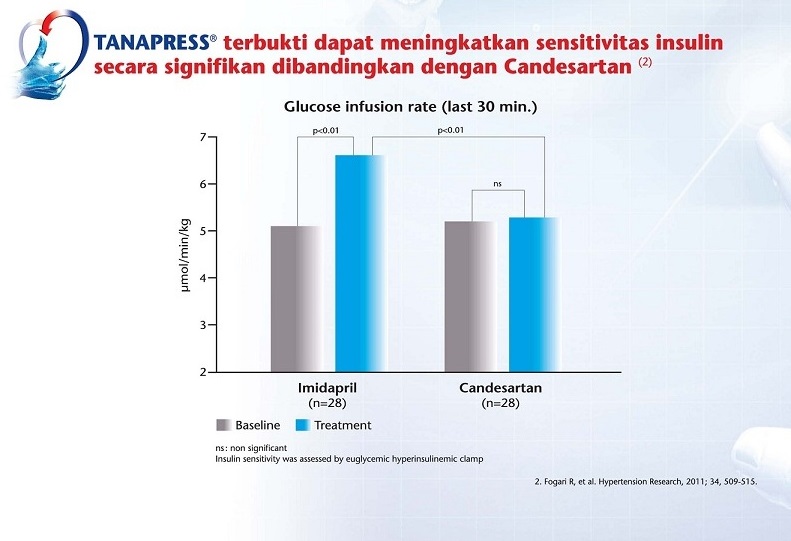 TANAPRESS® terbukti dapat meningkatkan sensitivitas insulin
secara signifikan dibandingkan dengan Candesartan (2)
Glucose infusion rate (last 30 min.)
p<0.01
p<0.01
ns
µmol/min/kg
7
6
5
4
3
2
Imidapril
(n=28)
Candesartan
(n=28)
Baseline
Treatment
ns: non significant
Insulin sensitivity was assessed by euglycemic hyperinsulinemic clamp
2. Fogari R, et al. Hypertension Research, 2011; 34, 509-515.